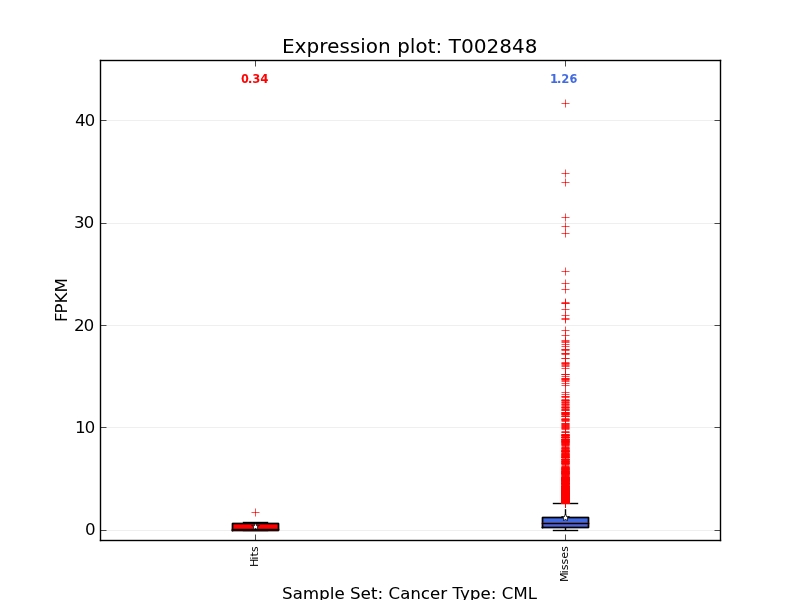 Expression plot: T002848
0.34
1.26
40
30
20
10
0
FPKM
Hits
Misses
Sample Set: Cancer Type: CML